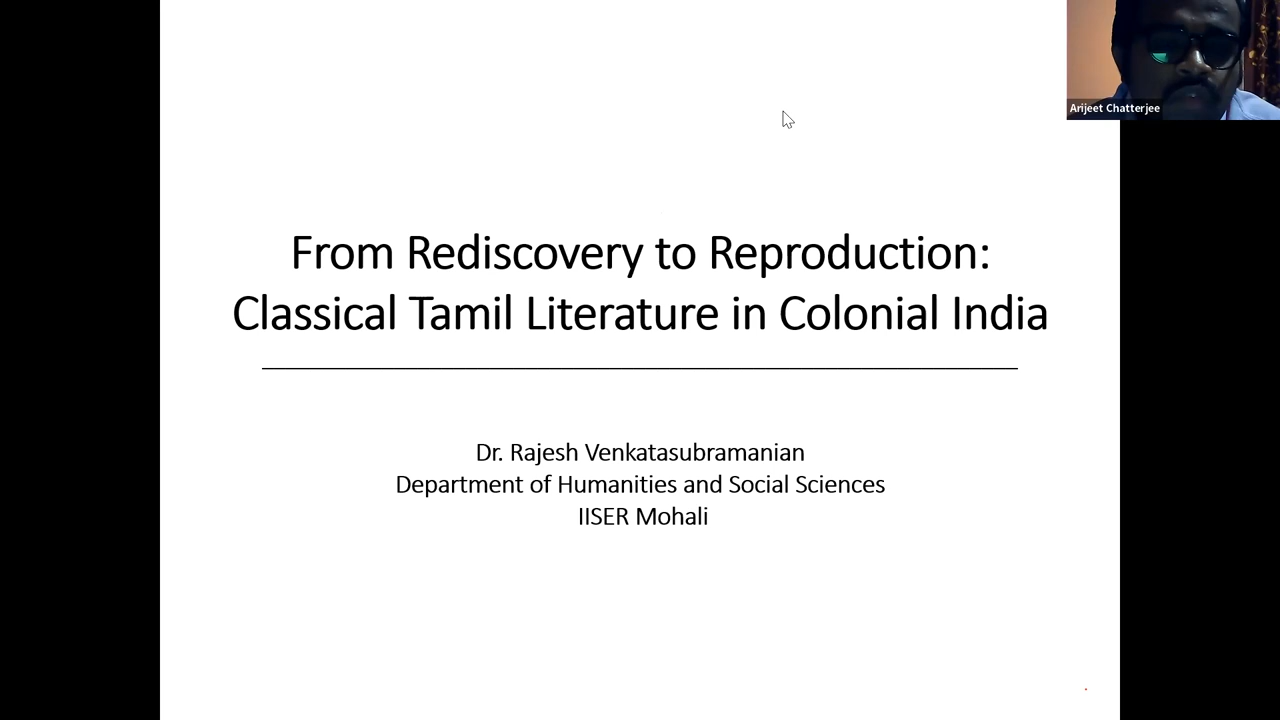 Arijeet Chatterjee
From Rediscovery to Reproduction:
Classical Tamil Literature in Colonial India
Dr. Rajesh Venkatasubramanian
Department of Humanities and Social Sciences
IISER Mohali